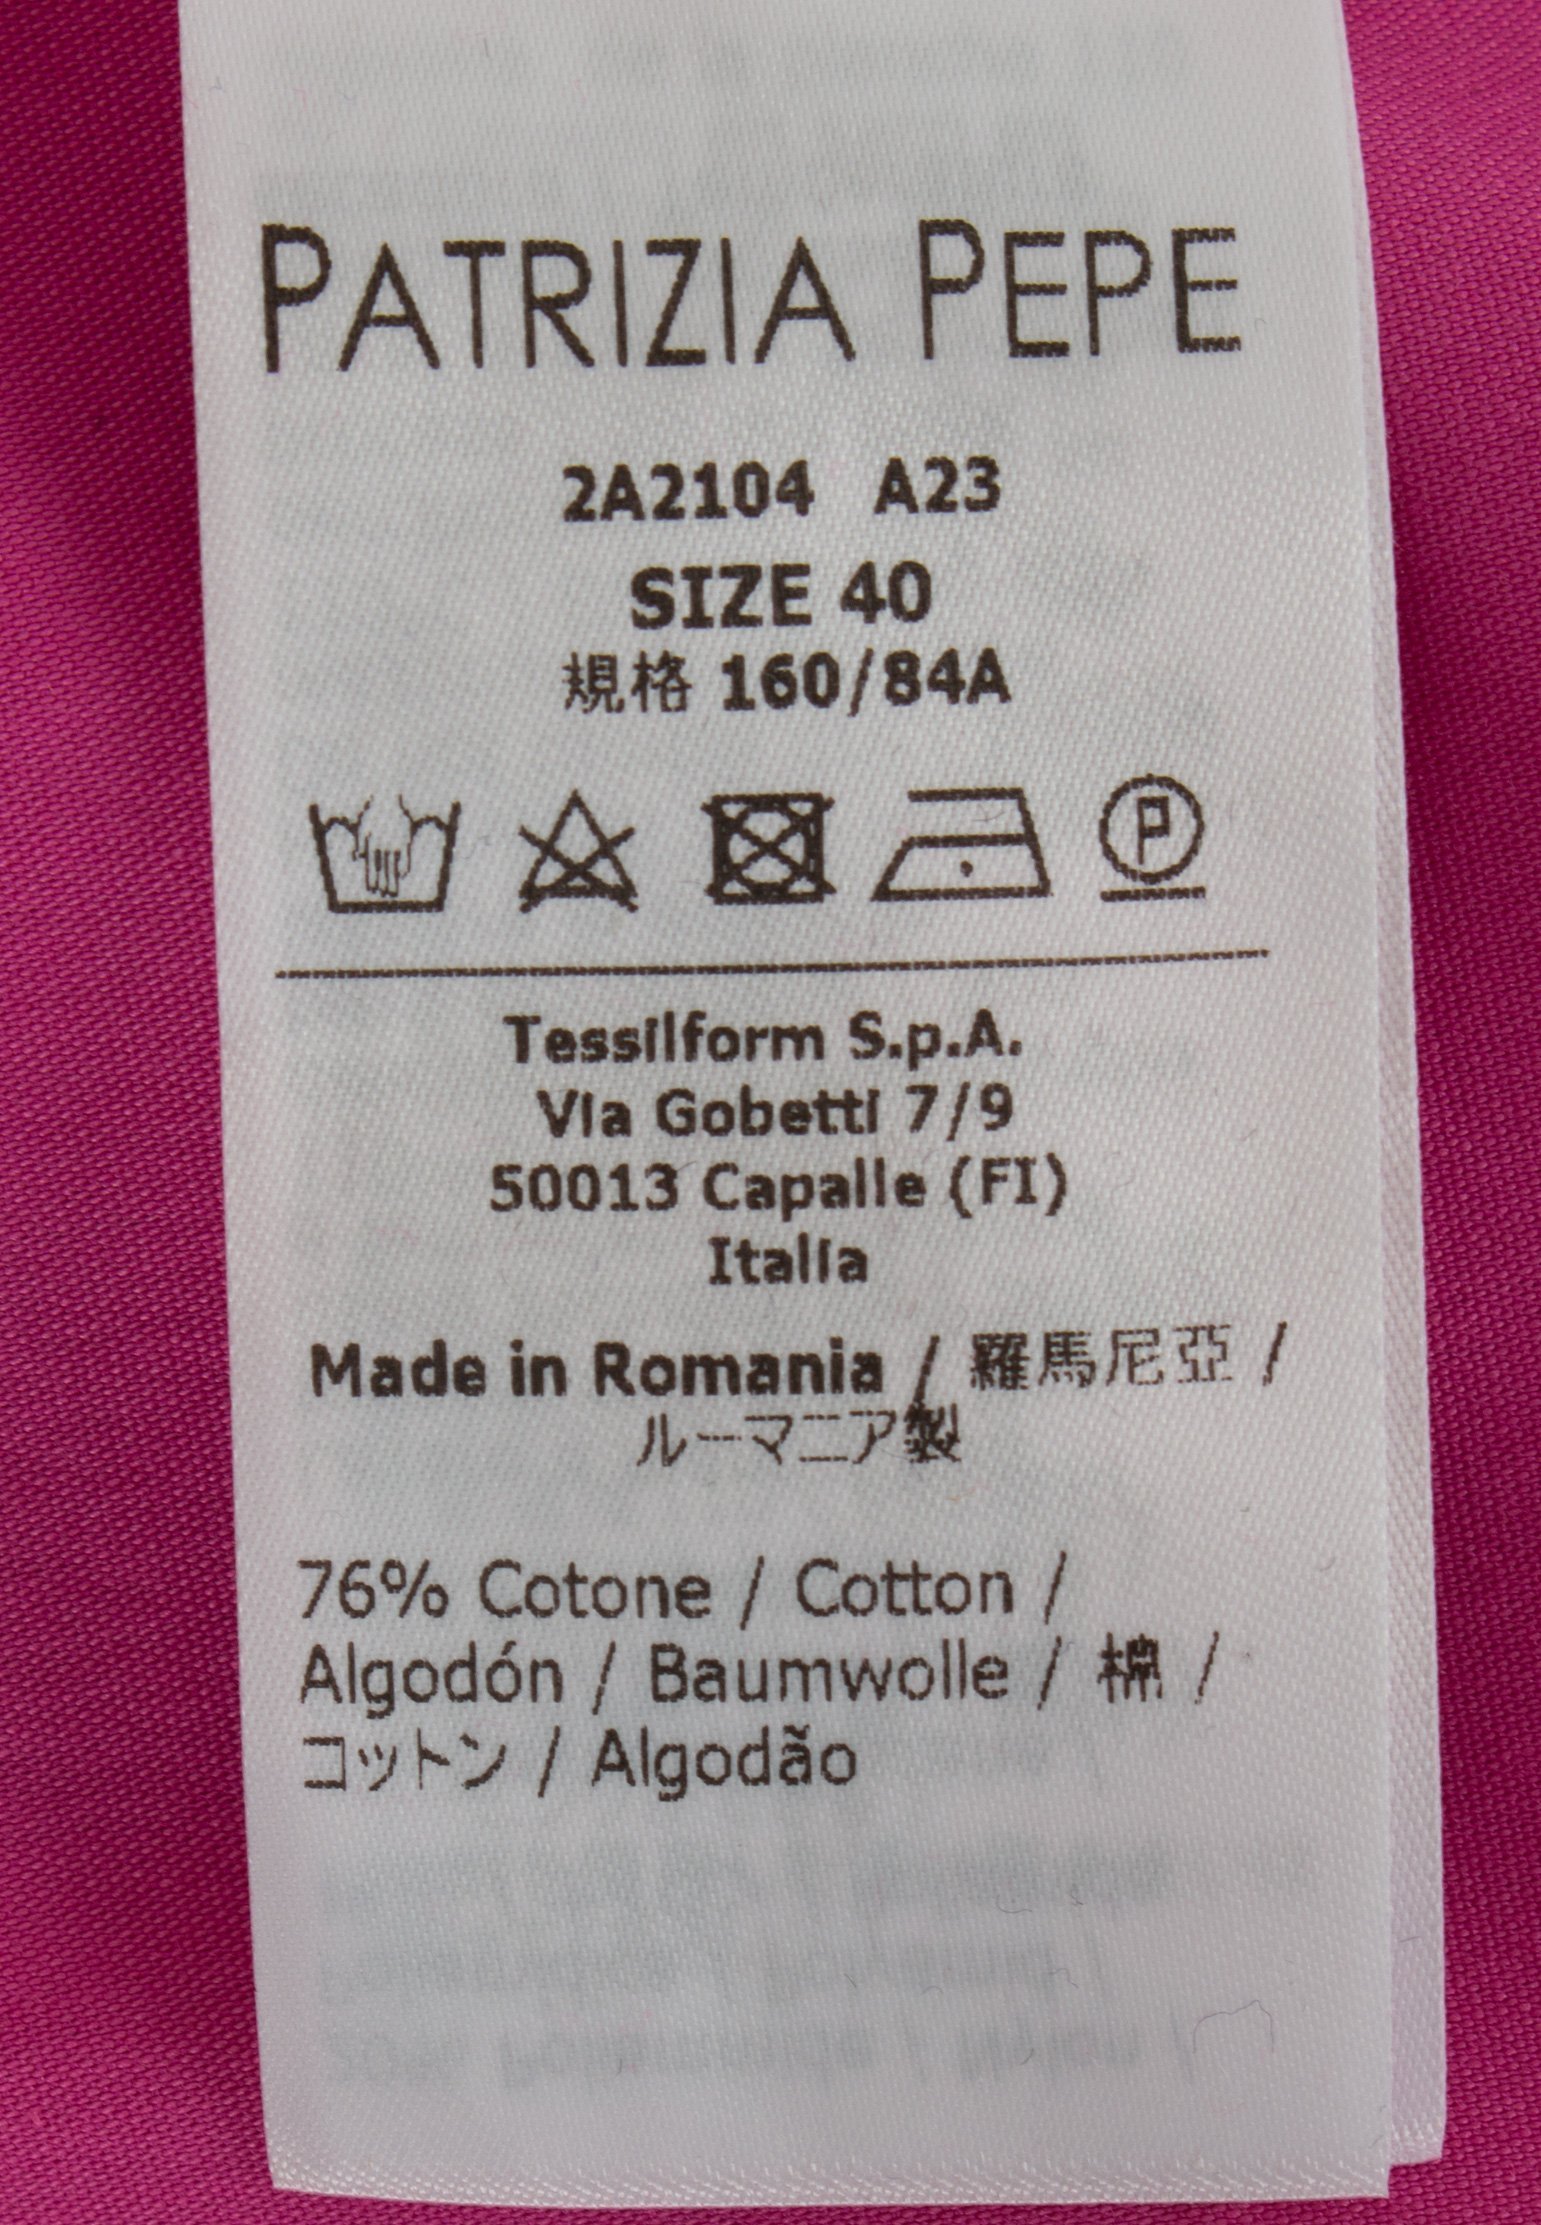 PATRIZIA PEPE
2A2104 A23
SIZE 40
規格 160/84A
P
Tessilform S.p.A.
Via Gobetti 7/9
50013 Capalle (FI)
Italia
Made in Romania / 羅馬尼亞 /
ルーマニア製
76% Cotone / Cotton /
Algodón / Baumwolle / 棉 /
コットン / Algodão